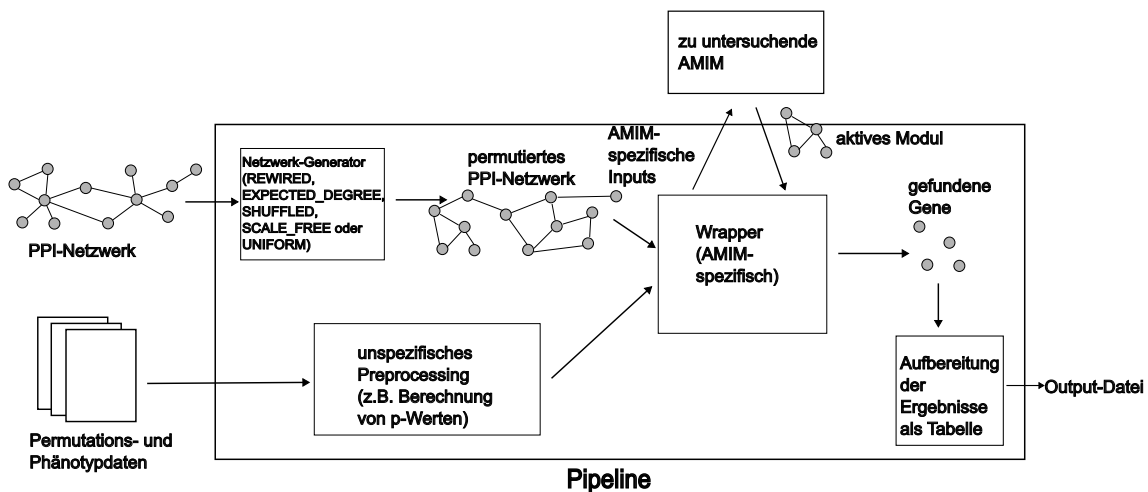 zu untersuchende
AMIM
aktives Modul
AMIM-
spezifische
Inputs
Netzwerk-Generator
(REWIRED,
EXPECTED_DEGREE,
SHUFFLED,
SCALE_FREE oder
UNIFORM)
permutiertes
PPI-Netzwerk
gefundene
Gene
PPI-Netzwerk
Wrapper
(AMIM-
spezifisch)
unspezifisches
Preprocessing
(z.B. Berechnung
von p-Werten)
Aufbereitung
der
Ergebnisse
als Tabelle
Output-Datei
Permutations- und
Phänotypdaten
Pipeline